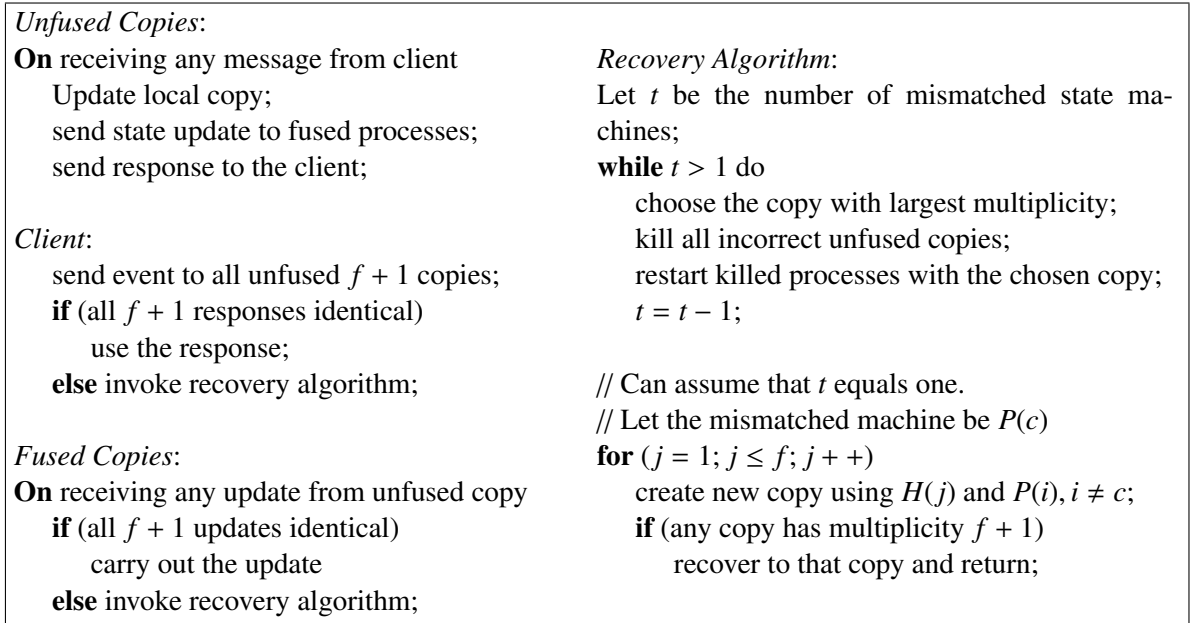 Unfused Copies:
On receiving any message from client
Update local copy;
send state update to fused processes;
send response to the client;
Client:
send event to all unfused f + 1 copies;
if (all f + 1 responses identical)
use the response;
else invoke recovery algorithm;
Fused Copies:
On receiving any update from unfused copy
if (all f + 1 updates identical)
carry out the update
else invoke recovery algorithm;
Recovery Algorithm:
Let t be the number of mismatched state ma-
chines;
while t > 1 do
choose the copy with largest multiplicity;
kill all incorrect unfused copies;
restart killed processes with the chosen copy;
t = t − 1;
// Can assume that t equals one.
// Let the mismatched machine be P(c)
for (j = 1; j ≤ f; j + +)
create new copy using H(j) and P(i), i ≠ c;
if (any copy has multiplicity f + 1)
recover to that copy and return;